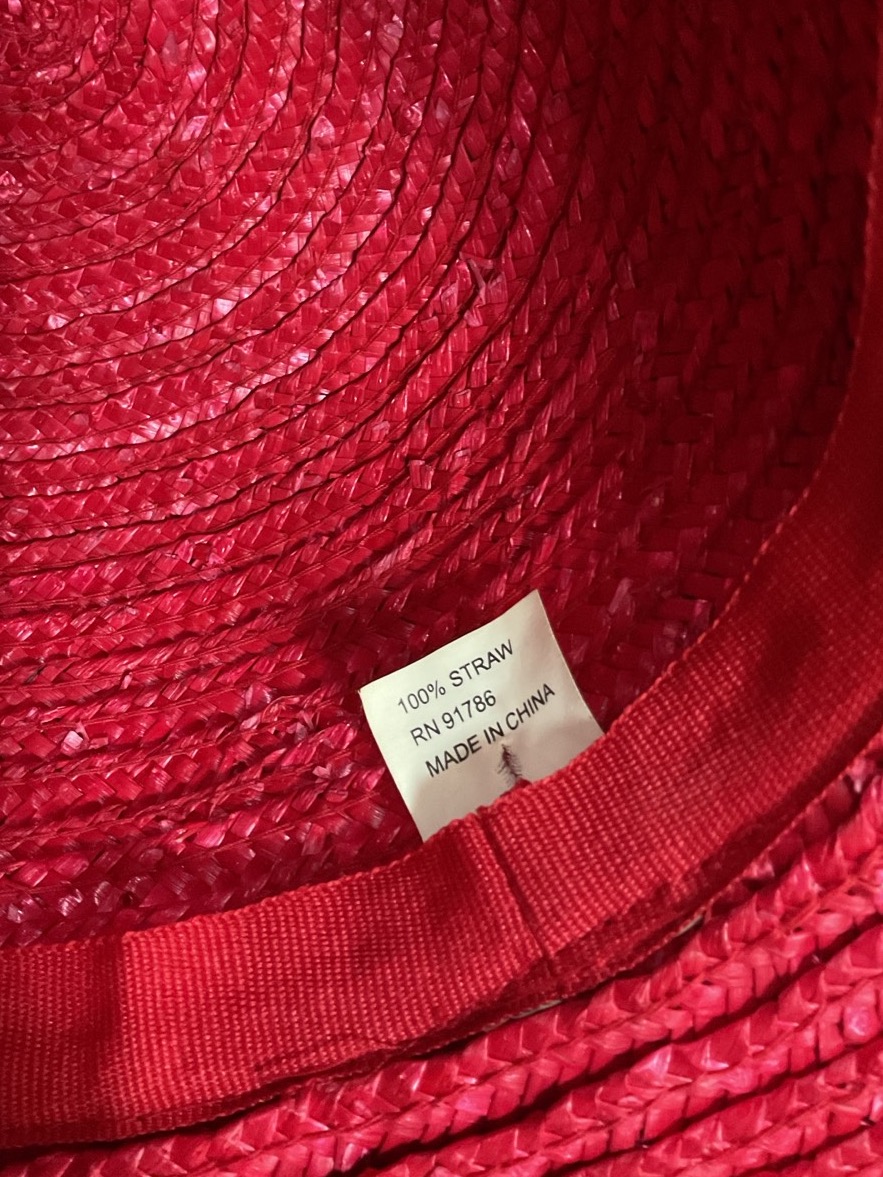 100% STRAW
RN 91786
MADE IN CHINA